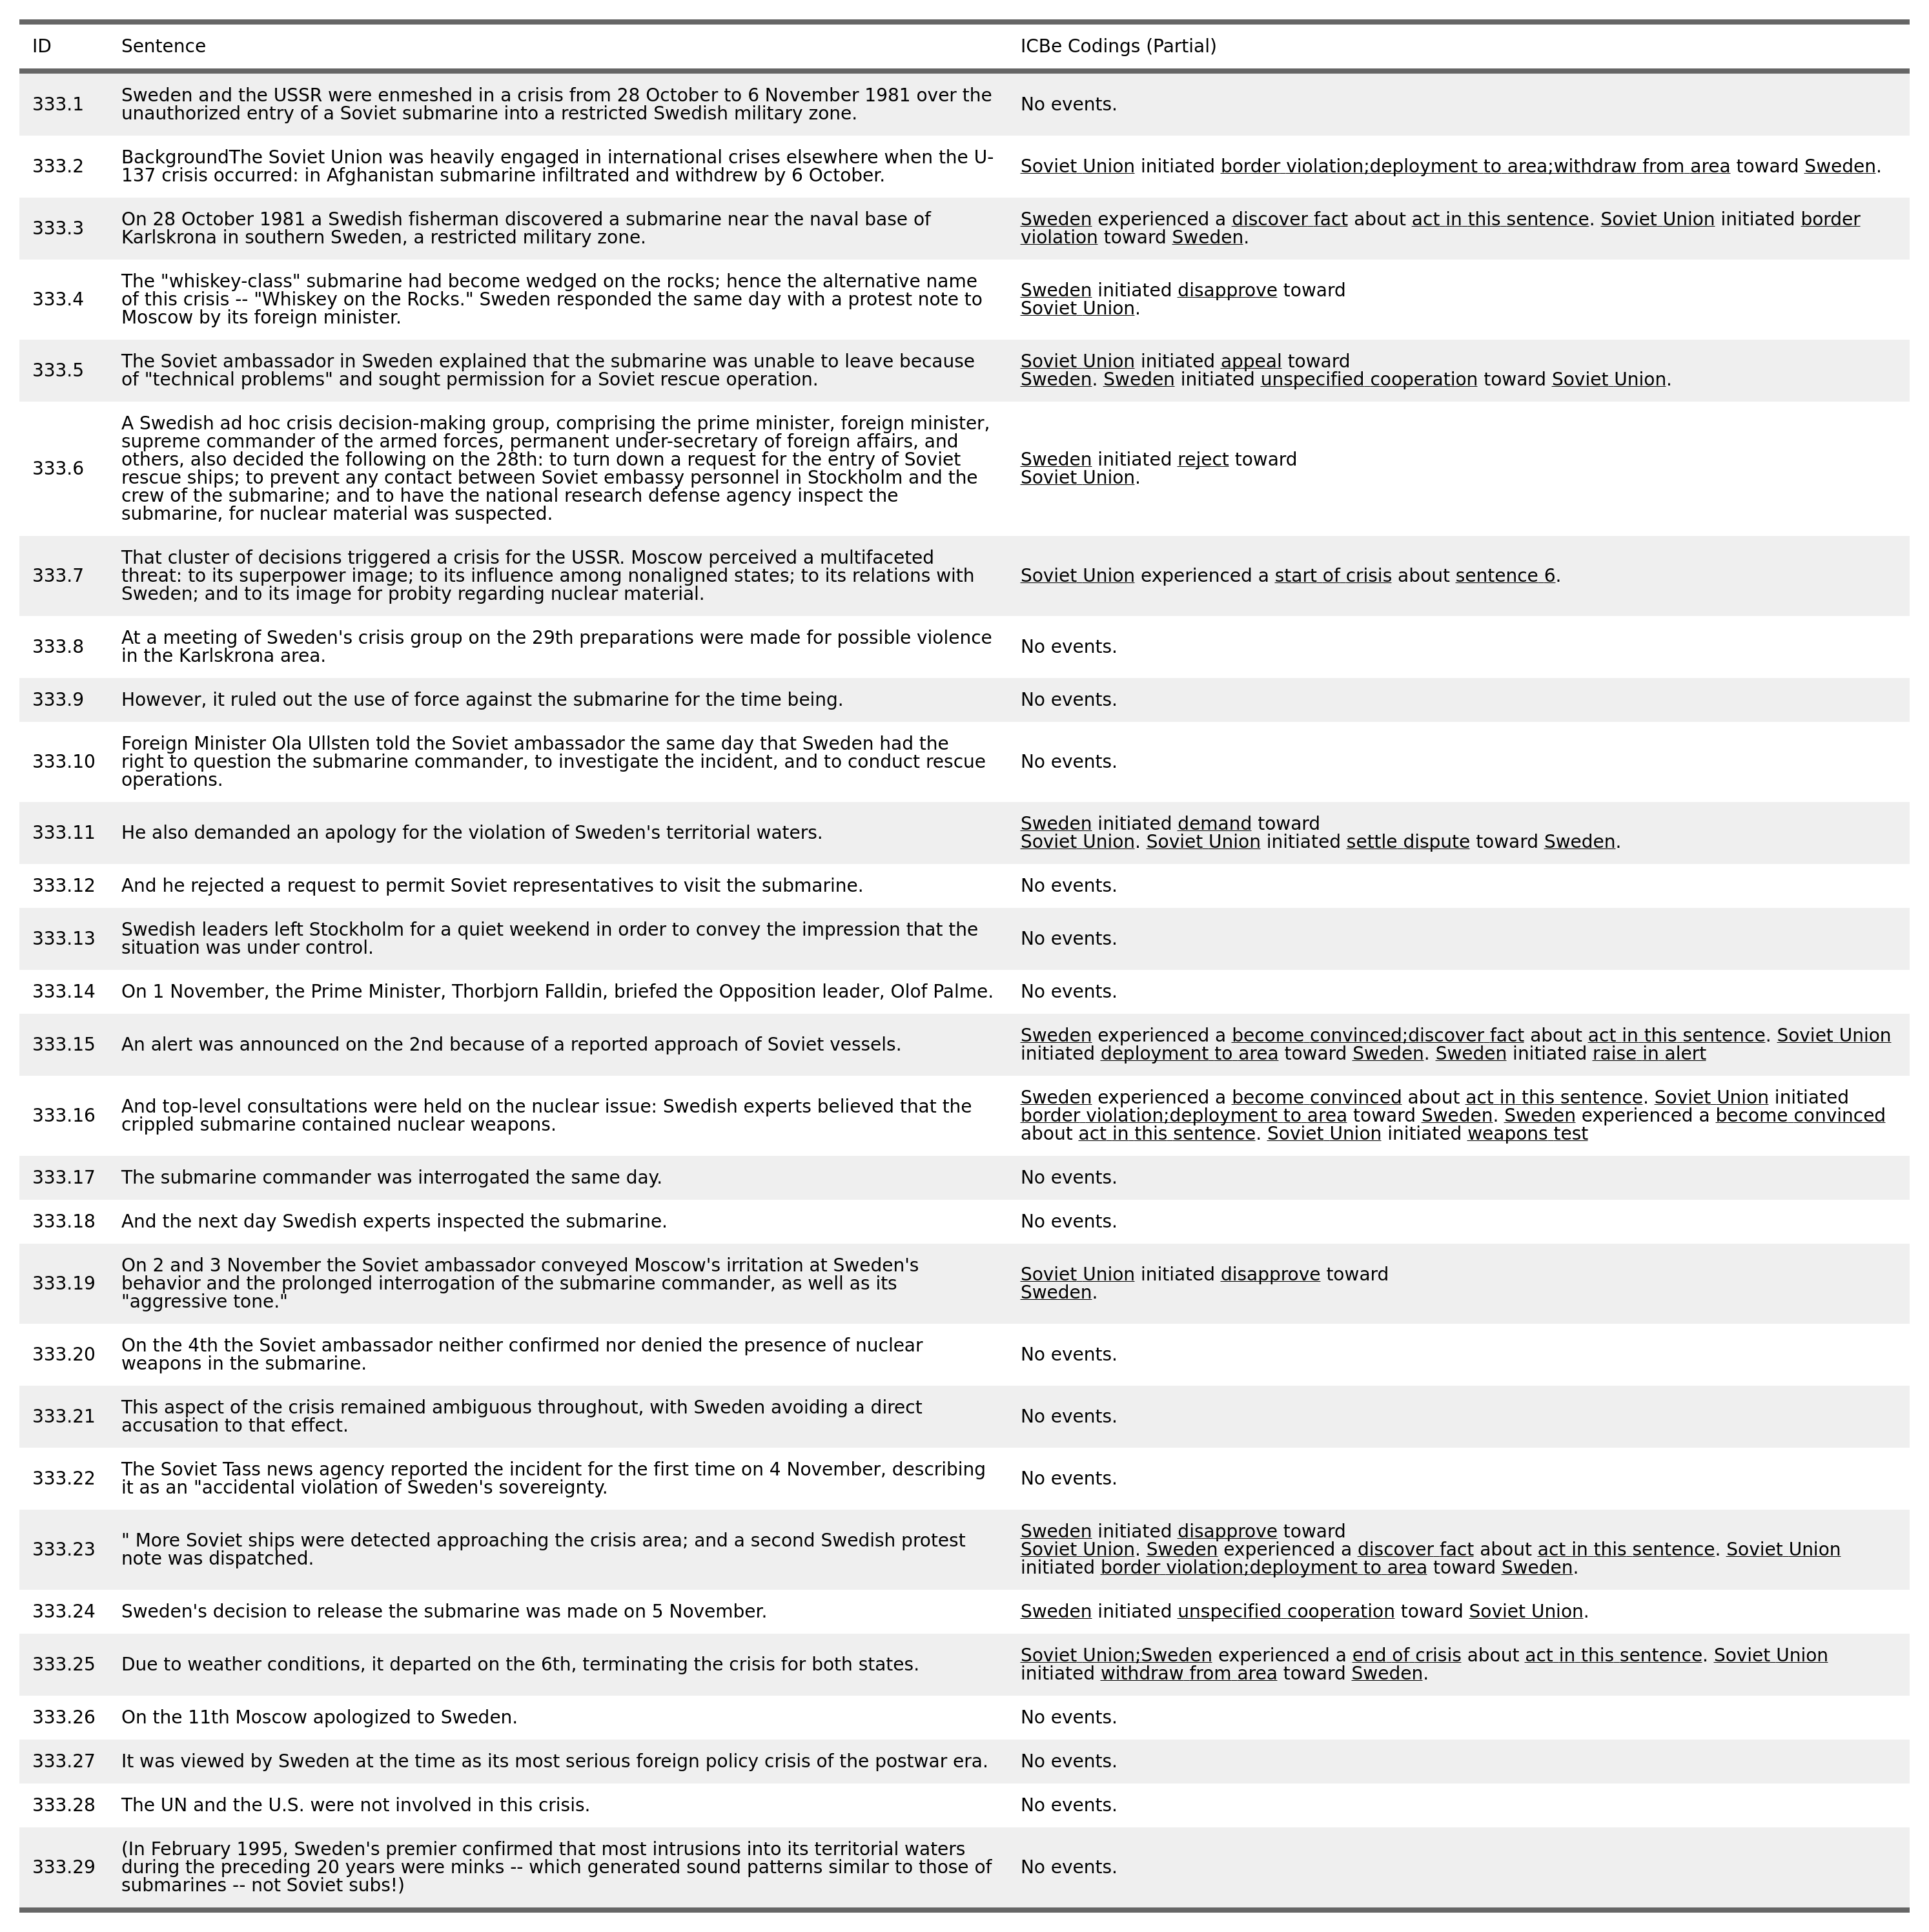 ID Sentence ICBe Codings (Partial)
333.1 Sweden and the USSR were enmeshed in a crisis from 28 October to 6 November 1981 over the
unauthorized entry of a Soviet submarine into a restricted Swedish military zone.
No events.
333.2 BackgroundThe Soviet Union was heavily engaged in international crises elsewhere when the U-
137 crisis occurred: in Afghanistan submarine infiltrated and withdrew by 6 October.
Soviet Union initiated border violation;deployment to area;withdraw from area toward Sweden.
333.3 On 28 October 1981 a Swedish fisherman discovered a submarine near the naval base of
Karlskrona in southern Sweden, a restricted military zone.
Sweden experienced a discover fact about act in this sentence. Soviet Union initiated border
violation toward Sweden.
333.4 The "whiskey-class" submarine had become wedged on the rocks; hence the alternative name
of this crisis -- "Whiskey on the Rocks." Sweden responded the same day with a protest note to
Moscow by its foreign minister.
Sweden initiated disapprove toward
Soviet Union.
333.5 The Soviet ambassador in Sweden explained that the submarine was unable to leave because
of "technical problems" and sought permission for a Soviet rescue operation.
Soviet Union initiated appeal toward
Sweden. Sweden initiated unspecified cooperation toward Soviet Union.
333.6 A Swedish ad hoc crisis decision-making group, comprising the prime minister, foreign minister,
supreme commander of the armed forces, permanent under-secretary of foreign affairs, and
others, also decided the following on the 28th: to turn down a request for the entry of Soviet
rescue ships; to prevent any contact between Soviet embassy personnel in Stockholm and the
crew of the submarine; and to have the national research defense agency inspect the
submarine, for nuclear material was suspected.
Sweden initiated reject toward
Soviet Union.
333.7 That cluster of decisions triggered a crisis for the USSR. Moscow perceived a multifaceted
threat: to its superpower image; to its influence among nonaligned states; to its relations with
Sweden; and to its image for probity regarding nuclear material.
Soviet Union experienced a start of crisis about sentence 6.
333.8 At a meeting of Sweden's crisis group on the 29th preparations were made for possible violence
in the Karlskrona area.
No events.
333.9 However, it ruled out the use of force against the submarine for the time being. No events.
333.10 Foreign Minister Ola Ullsten told the Soviet ambassador the same day that Sweden had the
right to question the submarine commander, to investigate the incident, and to conduct rescue
operations.
No events.
333.11 He also demanded an apology for the violation of Sweden's territorial waters.
Sweden initiated demand toward
Soviet Union. Soviet Union initiated settle dispute toward Sweden.
333.12 And he rejected a request to permit Soviet representatives to visit the submarine. No events.
333.13 Swedish leaders left Stockholm for a quiet weekend in order to convey the impression that the
situation was under control.
No events.
333.14 On 1 November, the Prime Minister, Thorbjorn Falldin, briefed the Opposition leader, Olof Palme. No events.
333.15 An alert was announced on the 2nd because of a reported approach of Soviet vessels.
Sweden experienced a become convinced;discover fact about act in this sentence. Soviet Union
initiated deployment to area toward Sweden. Sweden initiated raise in alert
333.16 And top-level consultations were held on the nuclear issue: Swedish experts believed that the
crippled submarine contained nuclear weapons.
Sweden experienced a become convinced about act in this sentence. Soviet Union initiated
border violation;deployment to area toward Sweden. Sweden experienced a become convinced
about act in this sentence. Soviet Union initiated weapons test
333.17 The submarine commander was interrogated the same day. No events.
333.18 And the next day Swedish experts inspected the submarine. No events.
333.19 On 2 and 3 November the Soviet ambassador conveyed Moscow's irritation at Sweden's
behavior and the prolonged interrogation of the submarine commander, as well as its
"aggressive tone."
Soviet Union initiated disapprove toward
Sweden.
333.20 On the 4th the Soviet ambassador neither confirmed nor denied the presence of nuclear
weapons in the submarine.
No events.
333.21 This aspect of the crisis remained ambiguous throughout, with Sweden avoiding a direct
accusation to that effect.
No events.
333.22 The Soviet Tass news agency reported the incident for the first time on 4 November, describing
it as an "accidental violation of Sweden's sovereignty.
No events.
333.23 " More Soviet ships were detected approaching the crisis area; and a second Swedish protest
note was dispatched.
Sweden initiated disapprove toward
Soviet Union. Sweden experienced a discover fact about act in this sentence. Soviet Union
initiated border violation;deployment to area toward Sweden.
333.24 Sweden's decision to release the submarine was made on 5 November. Sweden initiated unspecified cooperation toward Soviet Union.
333.25 Due to weather conditions, it departed on the 6th, terminating the crisis for both states.
Soviet Union;Sweden experienced a end of crisis about act in this sentence. Soviet Union
initiated withdraw from area toward Sweden.
333.26 On the 11th Moscow apologized to Sweden. No events.
333.27 It was viewed by Sweden at the time as its most serious foreign policy crisis of the postwar era. No events.
333.28 The UN and the U.S. were not involved in this crisis. No events.
333.29 (In February 1995, Sweden's premier confirmed that most intrusions into its territorial waters
during the preceding 20 years were minks -- which generated sound patterns similar to those of
submarines -- not Soviet subs!)
No events.